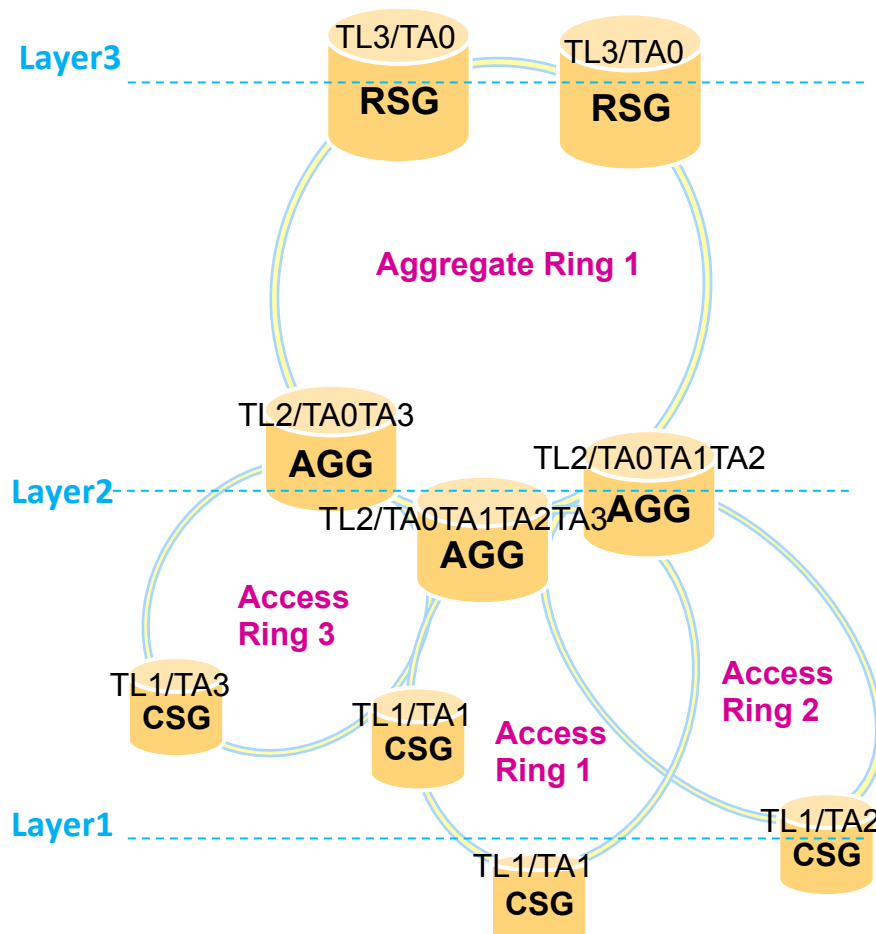 TL3/TA0
TL3/TA0
Layer3
RSG
RSG
Aggregate Ring 1
TL2/TA0TA3
AGG
TL2/TA0TA1TA2
Layer2
TL2/TA0TA1TA2TA3
AGG
AGG
Access
Ring 3
Access
Ring 2
TL1/TA3
CSG
TL1/TA1
CSG
Access
Ring 1
Layer1
TL1/TA2
CSG
TL1/TA1
CSG